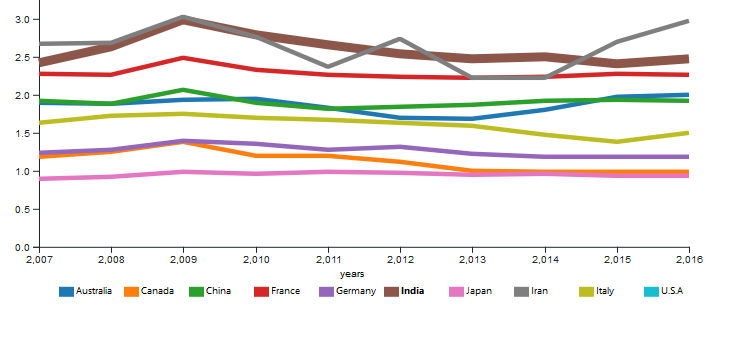 3.0
2.5
2.0
1.5
1.0
0.5
0.0
2,007 2,008 2,009 2,010 2,011 2,012 2,013 2,014 2,015 2,016
years
Australia Canada China France Germany India Japan Iran Italy U.S.A